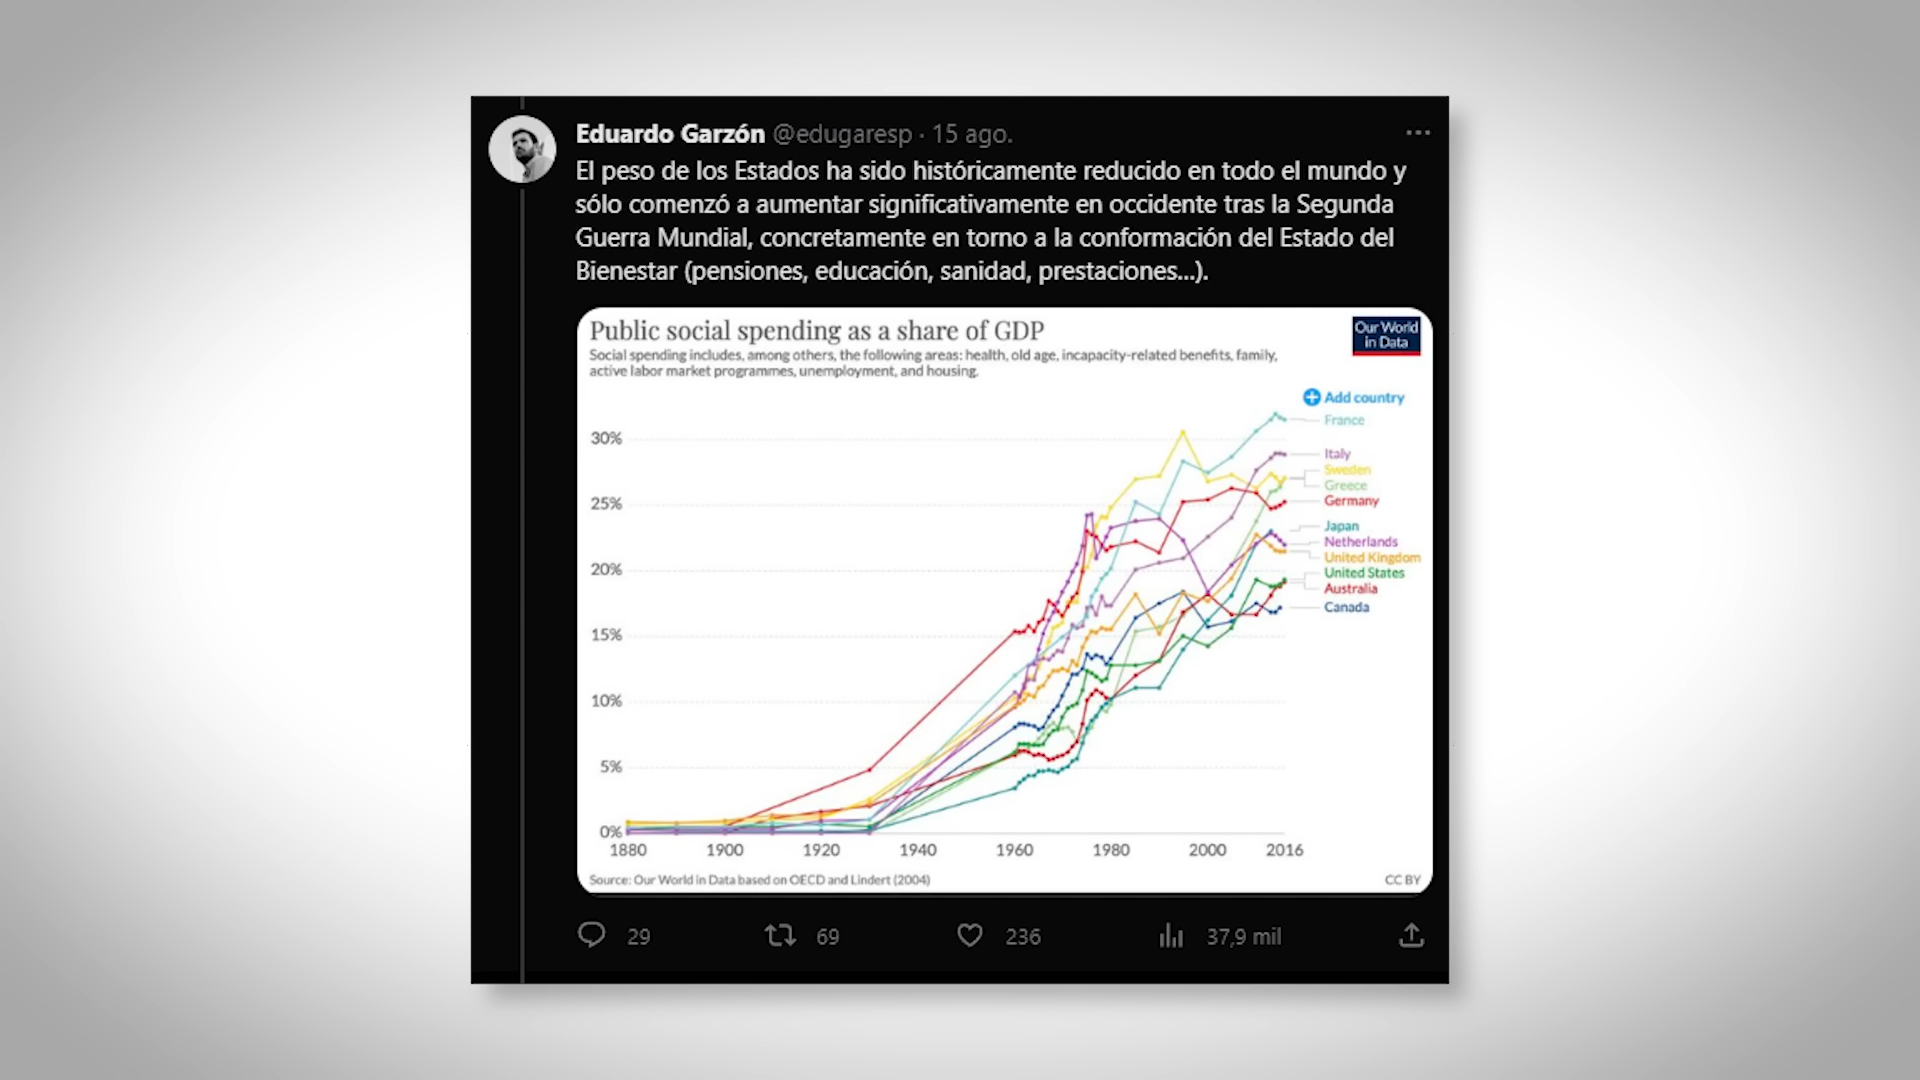 Eduardo Garzón @edugaresp · 15 ago.
El peso de los Estados ha sido históricamente reducido en todo el mundo y
sólo comenzó a aumentar significativamente en occidente tras la Segunda
Guerra Mundial, concretamente en torno a la conformación del Estado del
Bienestar (pensiones, educación, sanidad, prestaciones...).
Public social spending as a share of GDP
Our World
in Data
Social spending includes, among others, the following areas: health, old age, incapacity-related benefits, family,
active labor market programmes, unemployment, and housing.
Add country
France
30%
Italy
Sweden
Greece
25%
Germany
Japan
Netherlands
United Kingdom
20%
United States
Australia
Canada
15%
10%
5%
0%
1880 1900 1920 1940 1960 1980 2000 2016
Source: Our World in Data based on OECD and Lindert (2004)
CC BY
29 69 236 37,9 mil